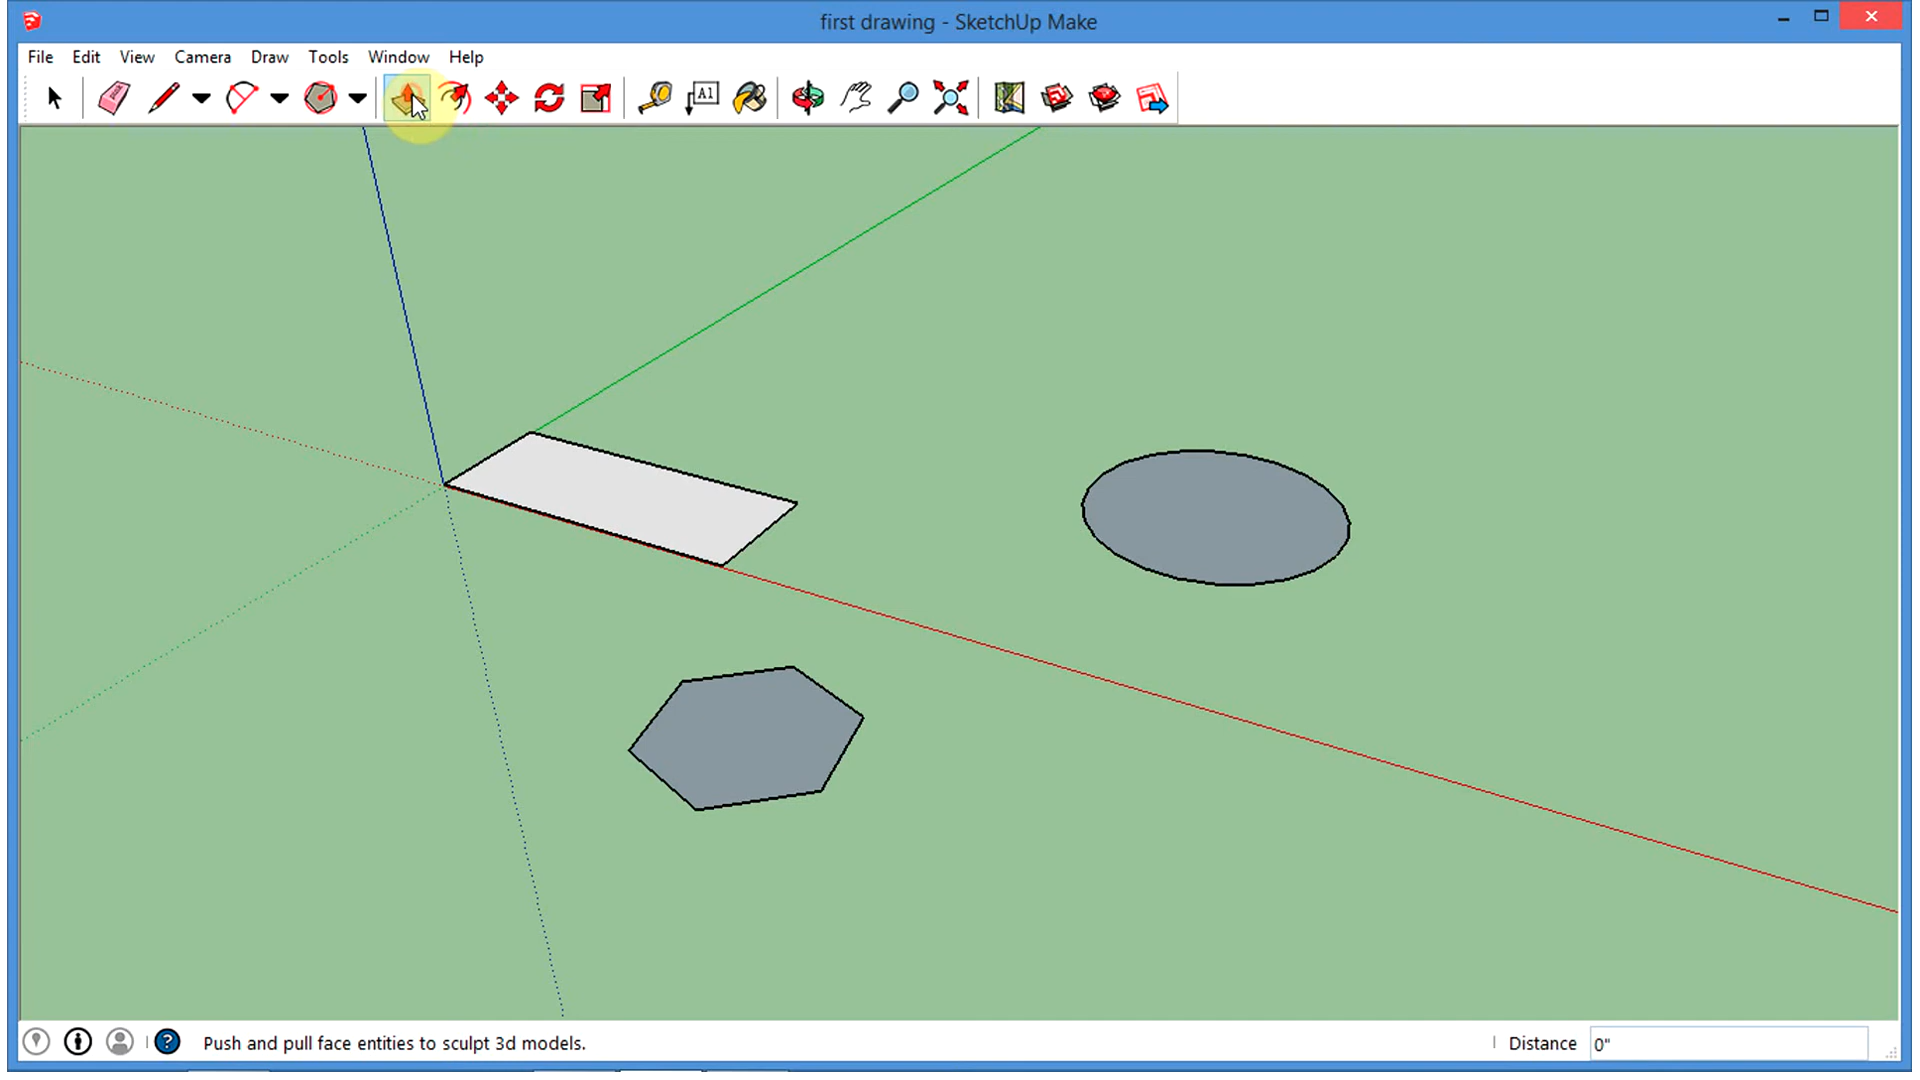 first drawing - SketchUp Make
File Edit View Camera Draw Tools Window Help
A1
Push and pull face entities to sculpt 3d models.
Distance 0"